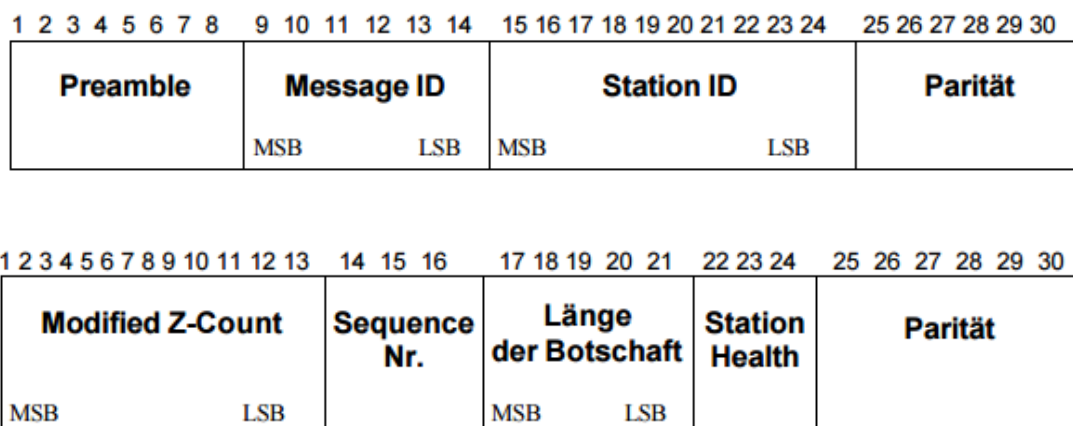 1 2 3 4 5 6 7 8 9 10 11 12 13 14 15 16 17 18 19 20 21 22 23 24 25 26 27 28 29 30
Preamble Message ID Station ID Parität
MSB LSB MSB LSB
1 2 3 4 5 6 7 8 9 10 11 12 13 14 15 16 17 18 19 20 21 22 23 24 25 26 27 28 29 30
Modified Z-Count Sequence Nr. Länge der Botschaft Station Health Parität
MSB LSB MSB LSB